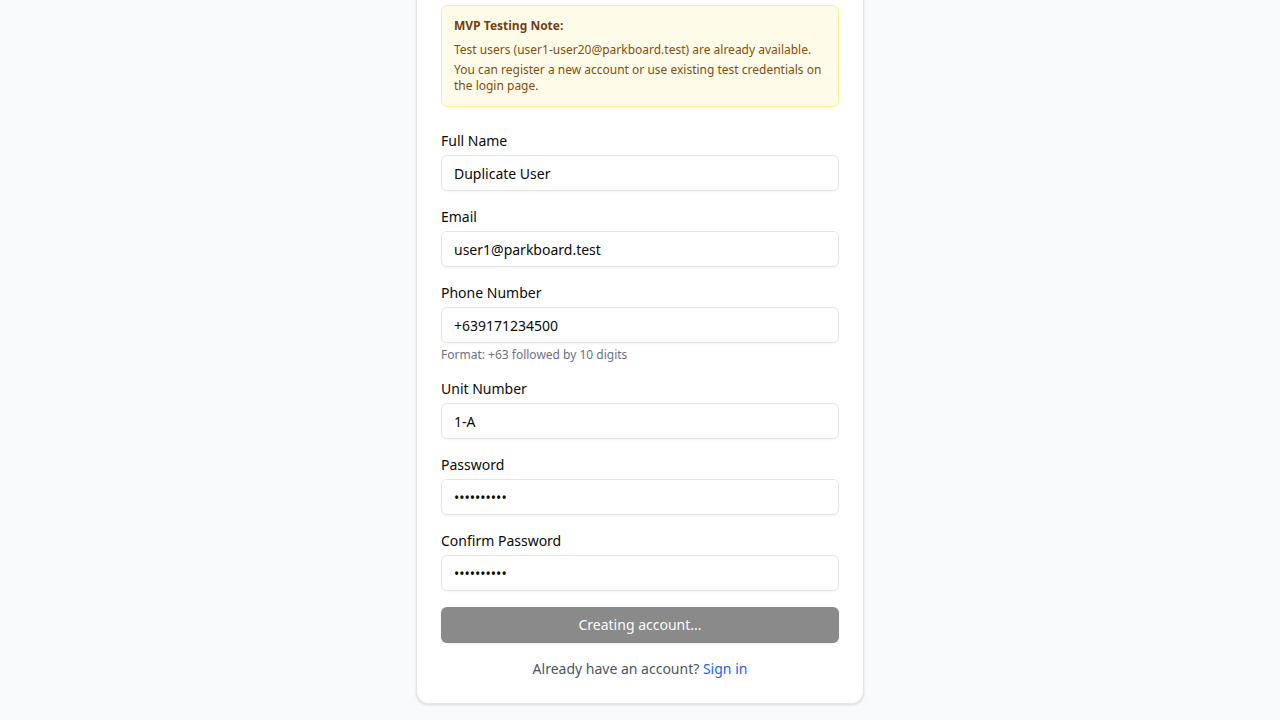 MVP Testing Note:
Test users (user1-user20@parkboard.test) are already available.
You can register a new account or use existing test credentials on
the login page.
Full Name
Duplicate User
Email
user1@parkboard.test
Phone Number
+639171234500
Format: +63 followed by 10 digits
Unit Number
1-A
Password
••••••••••
Confirm Password
••••••••••
Creating account...
Already have an account? Sign in